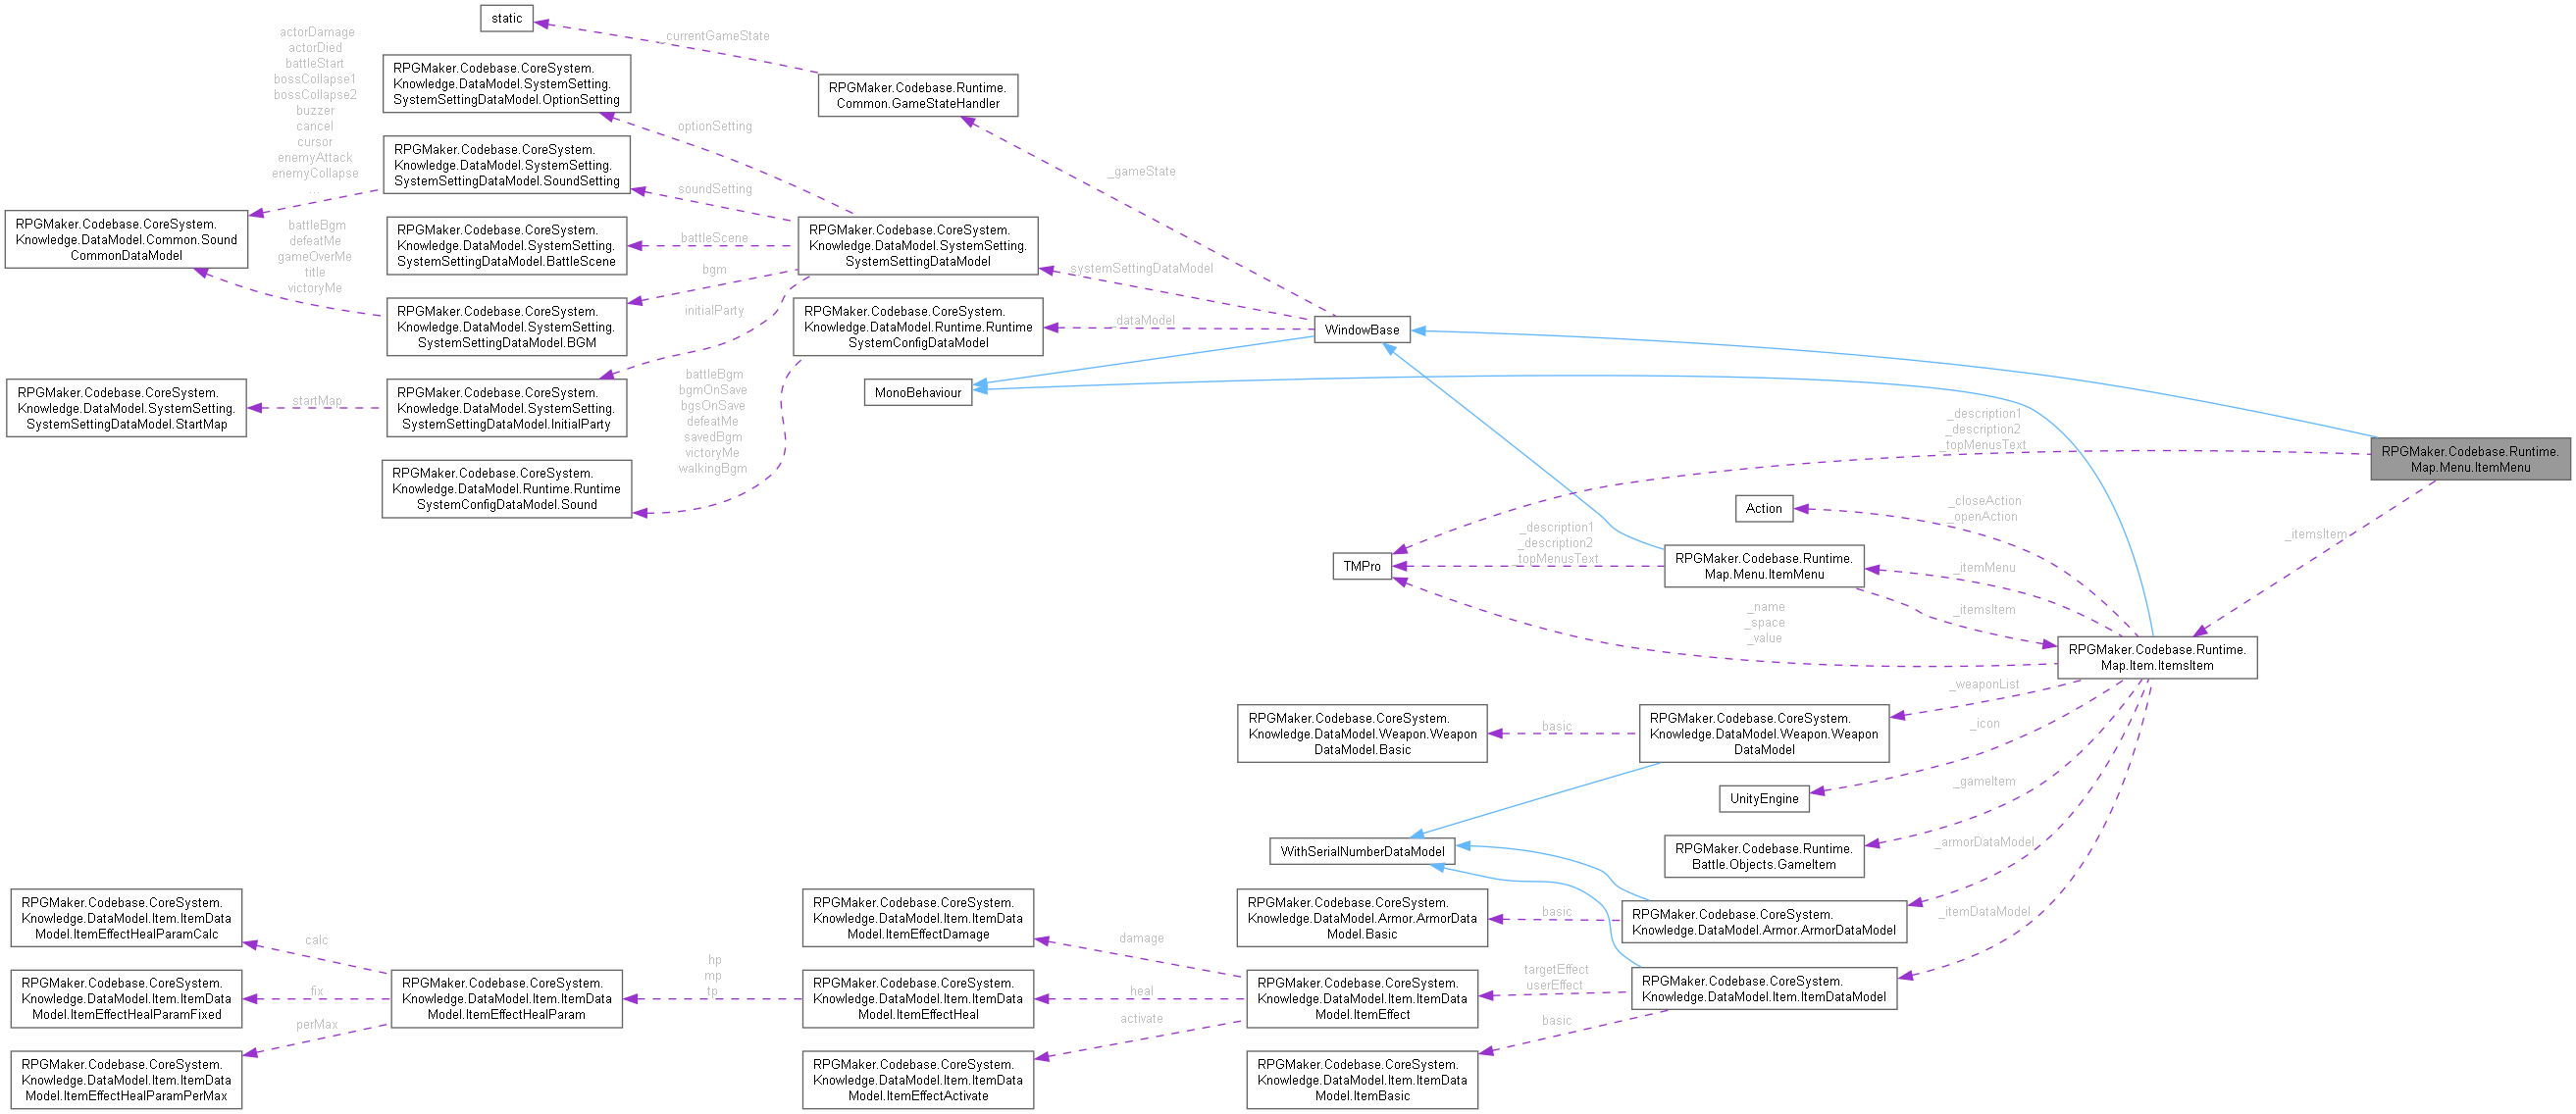 static
actorDamage
actorDied
battleStart
bossCollapse1
bossCollapse2
buzzer
cancel
cursor
enemyAttack
enemyCollapse
...
_currentGameState
RPGMaker.Codebase.CoreSystem.
Knowledge.DataModel.SystemSetting.
SystemSettingDataModel.OptionSetting
RPGMaker.Codebase.Runtime.
Common.GameStateHandler
optionSetting
RPGMaker.Codebase.CoreSystem.
Knowledge.DataModel.SystemSetting.
SystemSettingDataModel.SoundSetting
soundSetting
_gameState
RPGMaker.Codebase.CoreSystem.
Knowledge.DataModel.Common.Sound
CommonDataModel
battleBgm
defeatMe
gameOverMe
title
victoryMe
RPGMaker.Codebase.CoreSystem.
Knowledge.DataModel.SystemSetting.
SystemSettingDataModel.BattleScene
battleScene
RPGMaker.Codebase.CoreSystem.
Knowledge.DataModel.SystemSetting.
SystemSettingDataModel
systemSettingDataModel
bgm
RPGMaker.Codebase.CoreSystem.
Knowledge.DataModel.SystemSetting.
SystemSettingDataModel.BGM
initialParty
RPGMaker.Codebase.CoreSystem.
Knowledge.DataModel.Runtime.Runtime
SystemConfigDataModel
_dataModel
WindowBase
RPGMaker.Codebase.CoreSystem.
Knowledge.DataModel.SystemSetting.
SystemSettingDataModel.StartMap
startMap
RPGMaker.Codebase.CoreSystem.
Knowledge.DataModel.SystemSetting.
SystemSettingDataModel.InitialParty
battleBgm
bgmOnSave
bgsOnSave
defeatMe
savedBgm
victoryMe
walkingBgm
MonoBehaviour
RPGMaker.Codebase.CoreSystem.
Knowledge.DataModel.Runtime.Runtime
SystemConfigDataModel.Sound
_description1
_description2
_topMenusText
RPGMaker.Codebase.Runtime.
Map.Menu.ItemMenu
Action
_closeAction
_openAction
_itemsItem
_description1
_description2
_topMenusText
TMPro
RPGMaker.Codebase.Runtime.
Map.Menu.ItemMenu
_itemMenu
_itemsItem
_name
_space
_value
RPGMaker.Codebase.Runtime.
Map.Item.ItemsItem
_weaponList
RPGMaker.Codebase.CoreSystem.
Knowledge.DataModel.Weapon.Weapon
DataModel.Basic
basic
RPGMaker.Codebase.CoreSystem.
Knowledge.DataModel.Weapon.Weapon
DataModel
_icon
UnityEngine
_gameItem
WithSerialNumberDataModel
RPGMaker.Codebase.Runtime.
Battle.Objects.GameItem
_armorDataModel
RPGMaker.Codebase.CoreSystem.
Knowledge.DataModel.Armor.ArmorData
Model.Basic
basic
RPGMaker.Codebase.CoreSystem.
Knowledge.DataModel.Armor.ArmorDataModel
_itemDataModel
RPGMaker.Codebase.CoreSystem.
Knowledge.DataModel.Item.ItemData
Model.ItemEffectHealParamCalc
calc
RPGMaker.Codebase.CoreSystem.
Knowledge.DataModel.Item.ItemData
Model.ItemEffectDamage
damage
RPGMaker.Codebase.CoreSystem.
Knowledge.DataModel.Item.ItemData
Model.ItemEffectHealParamFixed
fix
RPGMaker.Codebase.CoreSystem.
Knowledge.DataModel.Item.ItemData
Model.ItemEffectHealParam
hp
mp
tp
RPGMaker.Codebase.CoreSystem.
Knowledge.DataModel.Item.ItemData
Model.ItemEffectHeal
heal
RPGMaker.Codebase.CoreSystem.
Knowledge.DataModel.Item.ItemData
Model.ItemEffect
targetEffect
userEffect
RPGMaker.Codebase.CoreSystem.
Knowledge.DataModel.Item.ItemDataModel
perMax
activate
basic
RPGMaker.Codebase.CoreSystem.
Knowledge.DataModel.Item.ItemData
Model.ItemEffectHealParamPerMax
RPGMaker.Codebase.CoreSystem.
Knowledge.DataModel.Item.ItemData
Model.ItemEffectActivate
RPGMaker.Codebase.CoreSystem.
Knowledge.DataModel.Item.ItemData
Model.ItemBasic